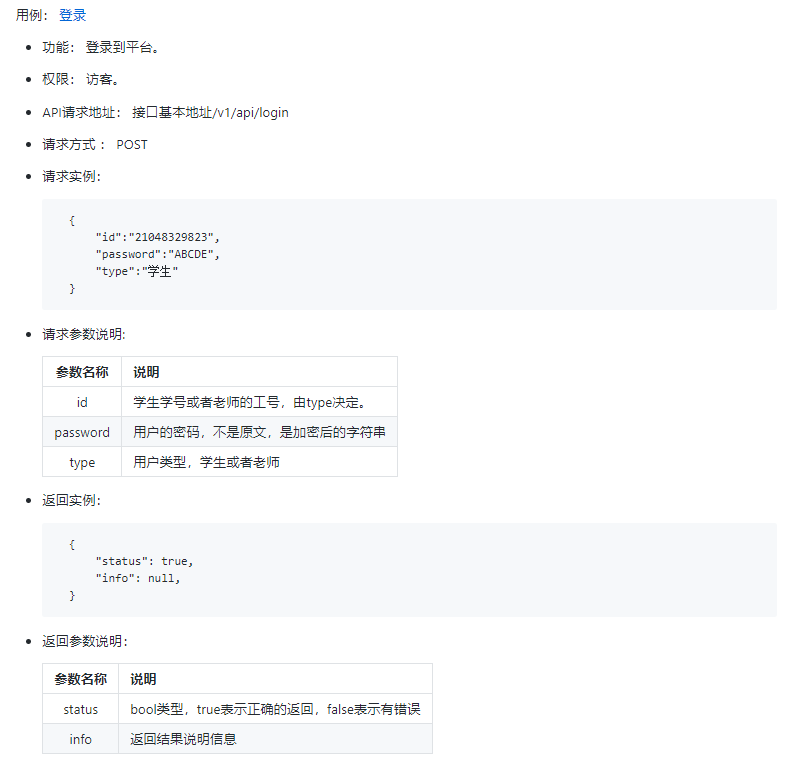 用例： 登录
功能： 登录到平台。
权限： 访客。
API请求地址： 接口基本地址/v1/api/login
请求方式 ： POST
请求实例：
{
"id":"21048329823",
"password":"ABCDE",
"type":"学生"
}
请求参数说明:
参数名称 说明
id 学生学号或者老师的工号，由type决定。
password 用户的密码，不是原文，是加密后的字符串
type 用户类型，学生或者老师
返回实例：
{
"status": true,
"info": null,
}
返回参数说明：
参数名称 说明
status bool类型，true表示正确的返回，false表示有错误
info 返回结果说明信息